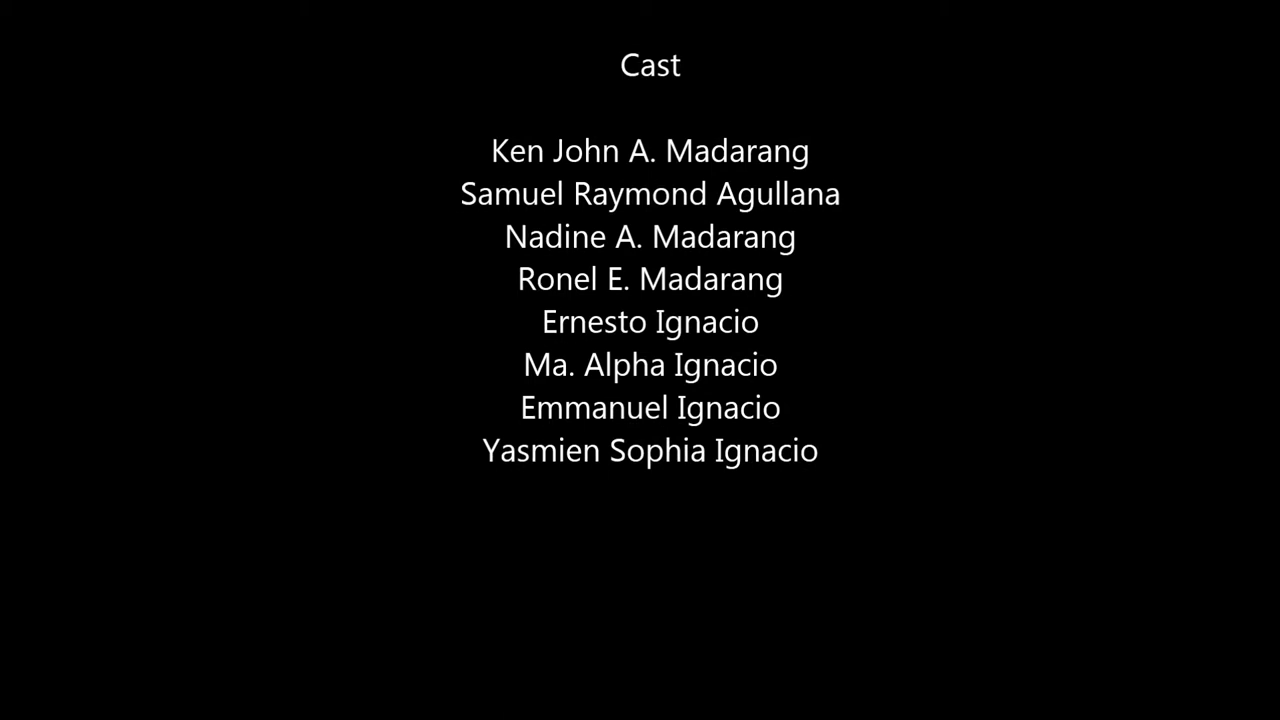 Cast
Ken John A. Madarang
Samuel Raymond Agullana
Nadine A. Madarang
Ronel E. Madarang
Ernesto Ignacio
Ma. Alpha Ignacio
Emmanuel Ignacio
Yasmien Sophia Ignacio